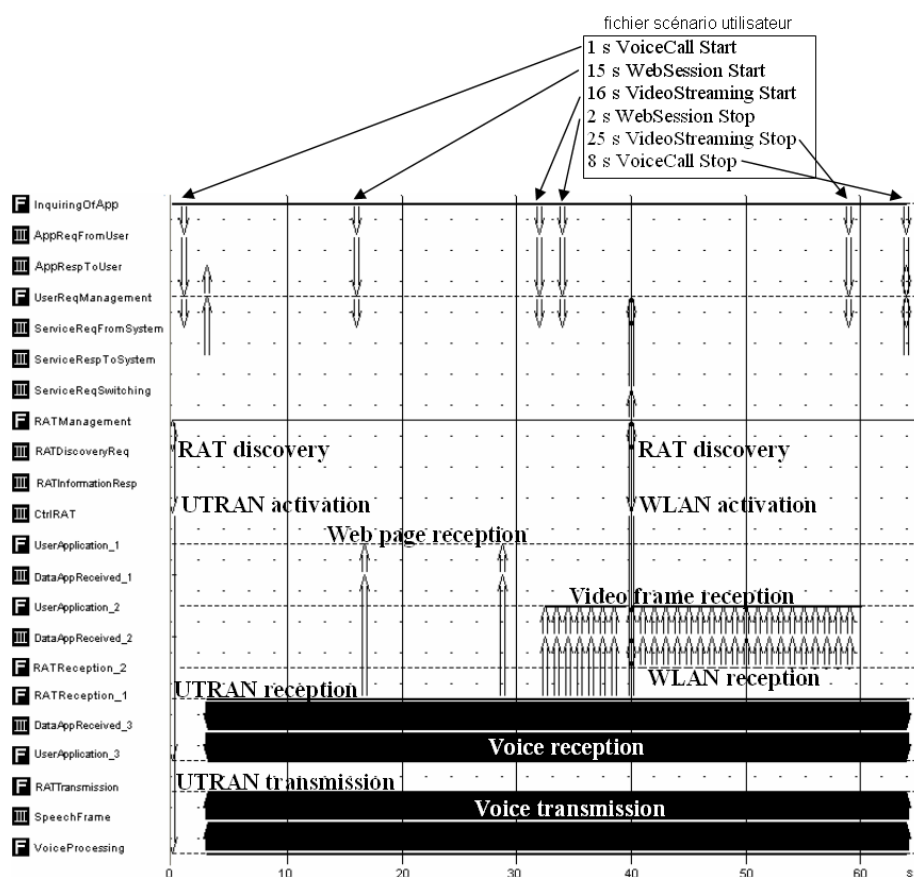 fichier scénario utilisateur
1 s VoiceCall Start
15 s WebSession Start
16 s VideoStreaming Start
2 s WebSession Stop
25 s VideoStreaming Stop
8 s VoiceCall Stop
F InquiringOfApp
AppReqFromUser
AppRespToUser
F UserReqManagement
ServiceReqFromSystem
ServiceRespToSystem
ServiceReqSwitching
F RATManagement
RATDiscoveryReq RAT discovery RAT discovery
RATInformationResp
CtrlRAT UTRAN activation WLAN activation
Web page reception
F UserApplication_1
DataAppReceived_1
Video frame reception
F UserApplication_2
DataAppReceived_2
F RATReception_2 WLAN reception
F RATReception_1 UTRAN reception
DataAppReceived_3
F UserApplication_3 Voice reception
F RATTransmission UTRAN transmission
SpeechFrame Voice transmission
F VoiceProcessing
0 10 20 30 40 50 60 s